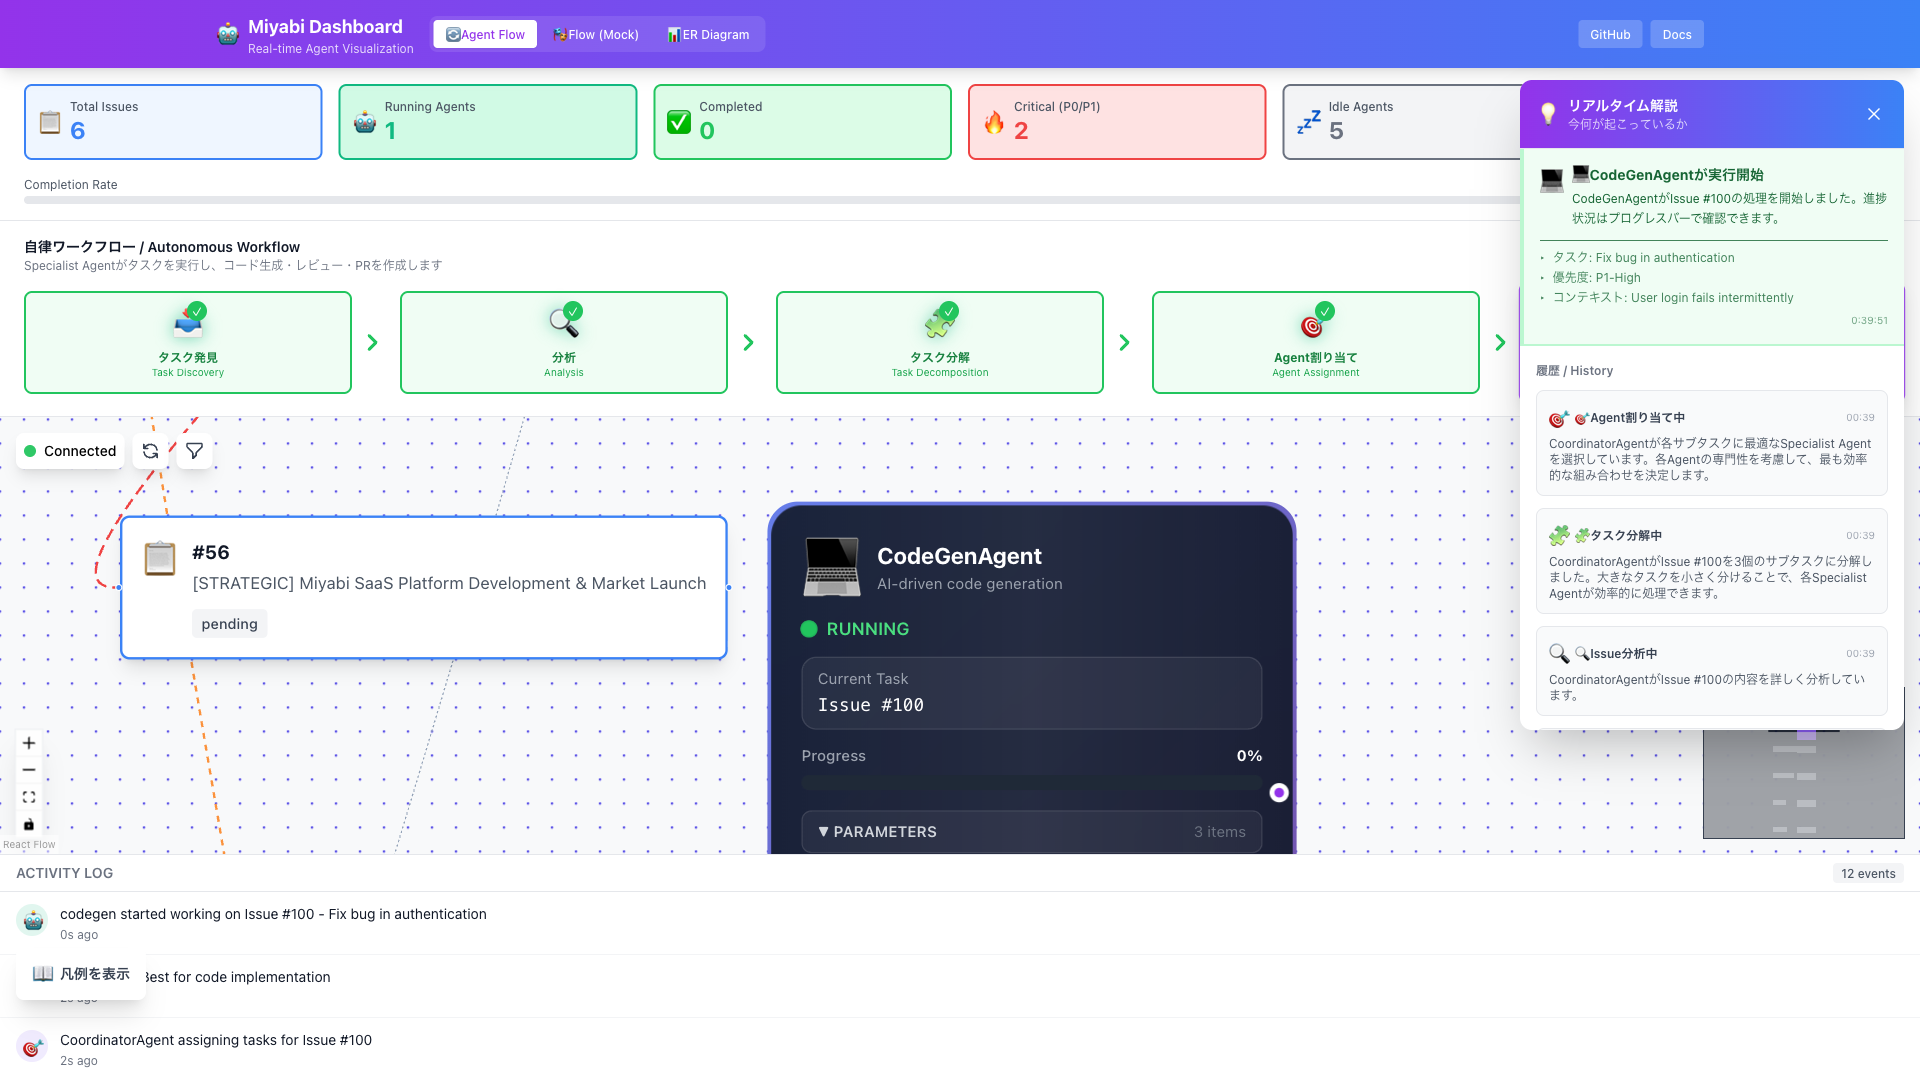 Miyabi Dashboard
Real-time Agent Visualization
Agent Flow
Flow (Mock)
ER Diagram
GitHub
Docs
Total Issues
6
Running Agents
1
Completed
0
Critical (P0/P1)
2
Idle Agents
5
Completion Rate
自律ワークフロー / Autonomous Workflow
Specialist Agentがタスクを実行し、コード生成・レビュー・PRを作成します
タスク発見
Task Discovery
分析
Analysis
タスク分解
Task Decomposition
Agent割り当て
Agent Assignment
リアルタイム解説
今何が起こっているか
CodeGenAgentが実行開始
CodeGenAgentがIssue #100の処理を開始しました。進捗
状況はプログレスバーで確認できます。
タスク: Fix bug in authentication
優先度: P1-High
コンテキスト: User login fails intermittently
0:39:51
履歴 / History
Agent割り当て中
00:39
CoordinatorAgentが各サブタスクに最適なSpecialist Agent
を選択しています。各Agentの専門性を考慮して、最も効率
的な組み合わせを決定します。
タスク分解中
00:39
CoordinatorAgentがIssue #100を3個のサブタスクに分解し
ました。大きなタスクを小さく分けることで、各Specialist
Agentが効率的に処理できます。
Issue分析中
00:39
CoordinatorAgentがIssue #100の内容を詳しく分析してい
ます。
Connected
#56
[STRATEGIC] Miyabi SaaS Platform Development & Market Launch
pending
CodeGenAgent
AI-driven code generation
RUNNING
Current Task
Issue #100
Progress
0%
▼ PARAMETERS
3 items
React Flow
ACTIVITY LOG
12 events
codegen started working on Issue #100 - Fix bug in authentication
0s ago
凡例を表示
Best for code implementation
2s ago
CoordinatorAgent assigning tasks for Issue #100
2s ago